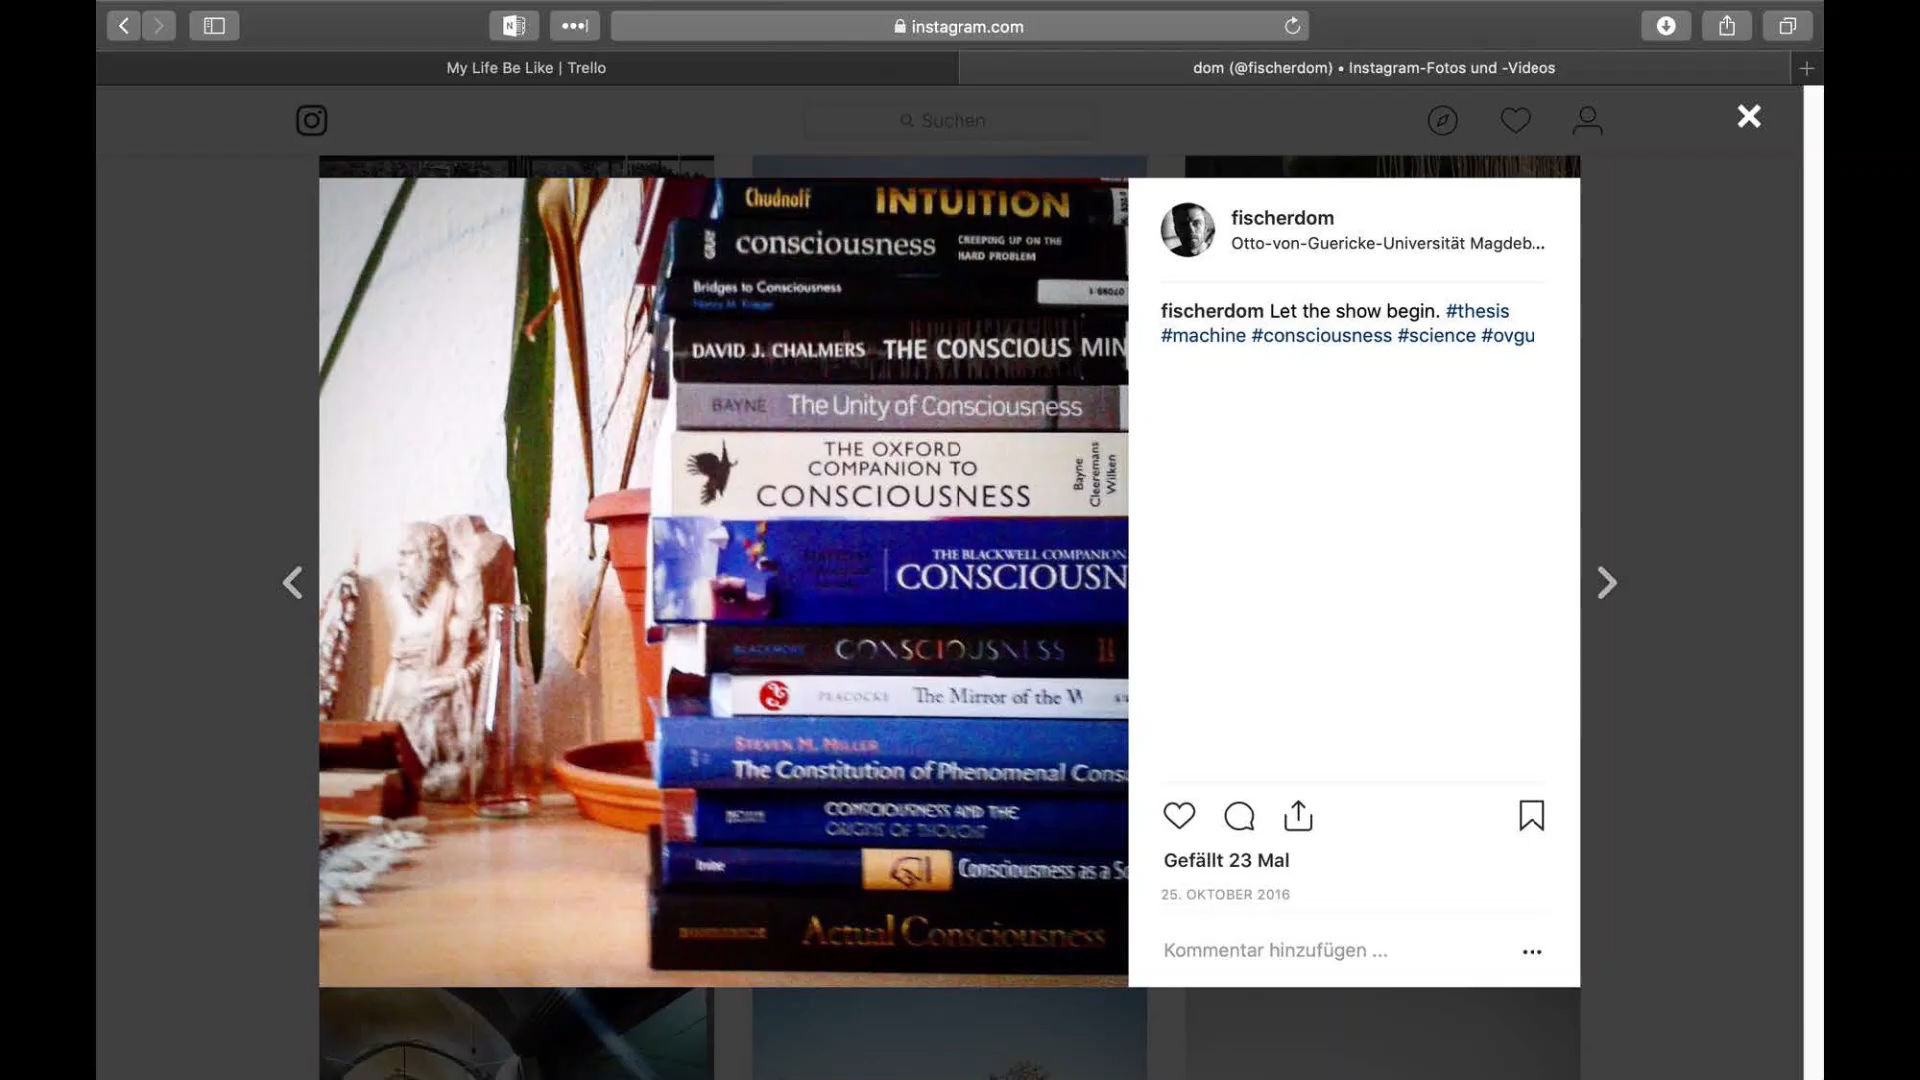 instagram.com
My Life Be Like | Trello
dom (@fischerdom) • Instagram-Fotos und -Videos
Suchen
Chudnoff INTUITION
GRAY consciousness CREEPING UP ON THE
HARD PROBLEM
Bridges to Consciousness
DAVID J. CHALMERS THE CONSCIOUS MIN
BAYNE The Unity of Consciousness
THE OXFORD
COMPANION TO
CONSCIOUSNESS
Bayne
Cleeremans
Wilken
THE BLACKWELL COMPANION
CONSCIOUSN
BLACKMORE CONSCIOUSNESS
PEACOCKE The Mirror of the W
STEVEN M. MILLER
The Constitution of Phenomenal Cons
CONSCIOUSNESS AND THE
ORIGINS OF THOUGHT
Consciousness as a Sc
Actual Consciousness
fischerdom
Otto-von-Guericke-Universität Magdeb...
fischerdom Let the show begin. #thesis
#machine #consciousness #science #ovgu
Gefällt 23 Mal
25. OKTOBER 2016
Kommentar hinzufügen ...